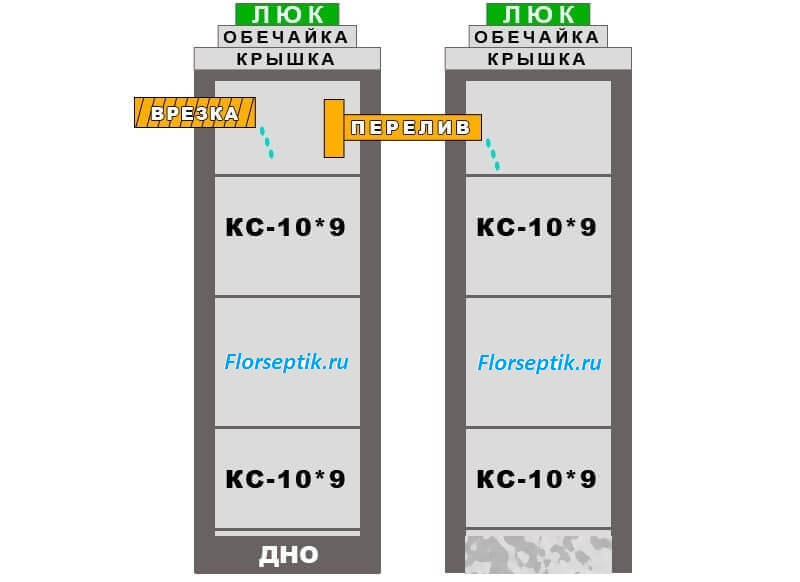 ЛЮК
ОБЕЧАЙКА
КРЫШКА
ВРЕЗКА
ПЕРЕЛИВ
КС-10*9
Florseptik.ru
КС-10*9
ДНО
ЛЮК
ОБЕЧАЙКА
КРЫШКА
КС-10*9
Florseptik.ru
КС-10*9